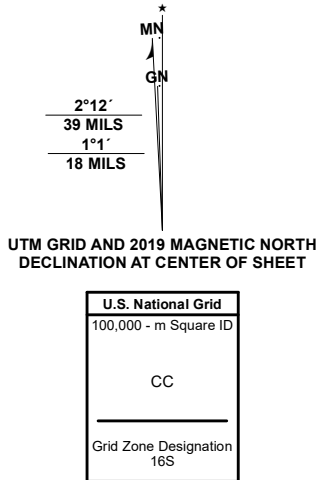 MN
GN
2°12´
39 MILS
1°1´
18 MILS
UTM GRID AND 2019 MAGNETIC NORTH
DECLINATION AT CENTER OF SHEET
U.S. National Grid
100,000 - m Square ID
CC
Grid Zone Designation
16S